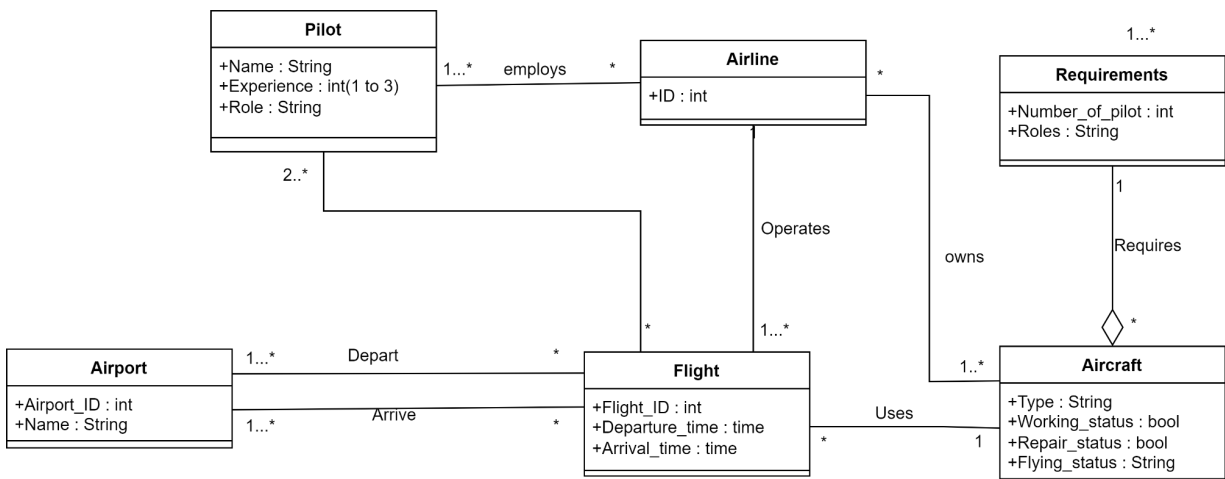 Pilot
+Name : String
+Experience : int(1 to 3)
+Role : String
1...*
employs
*
Airline
+ID : int
*
1...*
Requirements
+Number_of_pilot : int
+Roles : String
1
2..*
1
Operates
Requires
owns
*
1...*
*
1..*
Airport
+Airport_ID : int
+Name : String
1...*
Depart
*
1...*
Arrive
*
Flight
+Flight_ID : int
+Departure_time : time
+Arrival_time : time
Uses
*
1
Aircraft
+Type : String
+Working_status : bool
+Repair_status : bool
+Flying_status : String